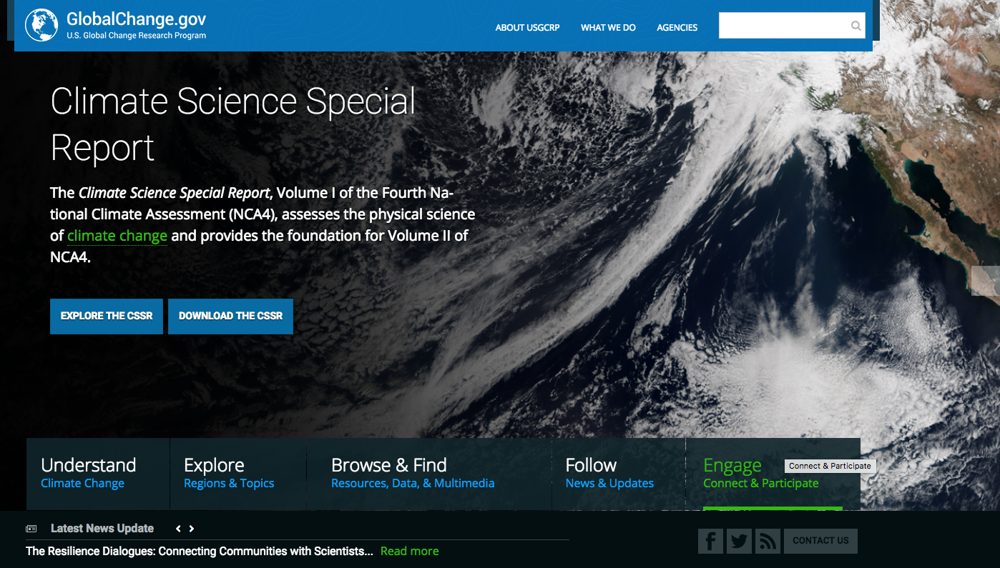 GlobalChange.gov
U.S. Global Change Research Program
ABOUT USGCRP
WHAT WE DO
AGENCIES
Climate Science Special
Report
The Climate Science Special Report, Volume I of the Fourth Na-
tional Climate Assessment (NCA4), assesses the physical science
of climate change and provides the foundation for Volume II of
NCA4.
EXPLORE THE CSSR
DOWNLOAD THE CSSR
Understand
Climate Change
Explore
Regions & Topics
Browse & Find
Resources, Data, & Multimedia
Follow
News & Updates
Engage
Connect & Participate
Connect & Participate
Latest News Update
The Resilience Dialogues: Connecting Communities with Scientists... Read more
CONTACT US